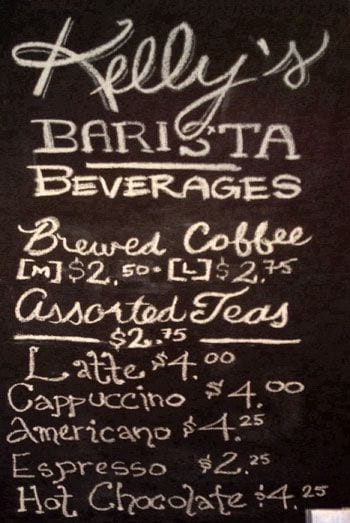 Kelly's
BARISTA
BEVERAGES
Brewed Coffee
[M] $2.50 · [L] $2.75
Assorted Teas
$2.75
Latte $4.00
Cappuccino $4.00
Americano $4.25
Espresso $2.25
Hot Chocolate $4.25